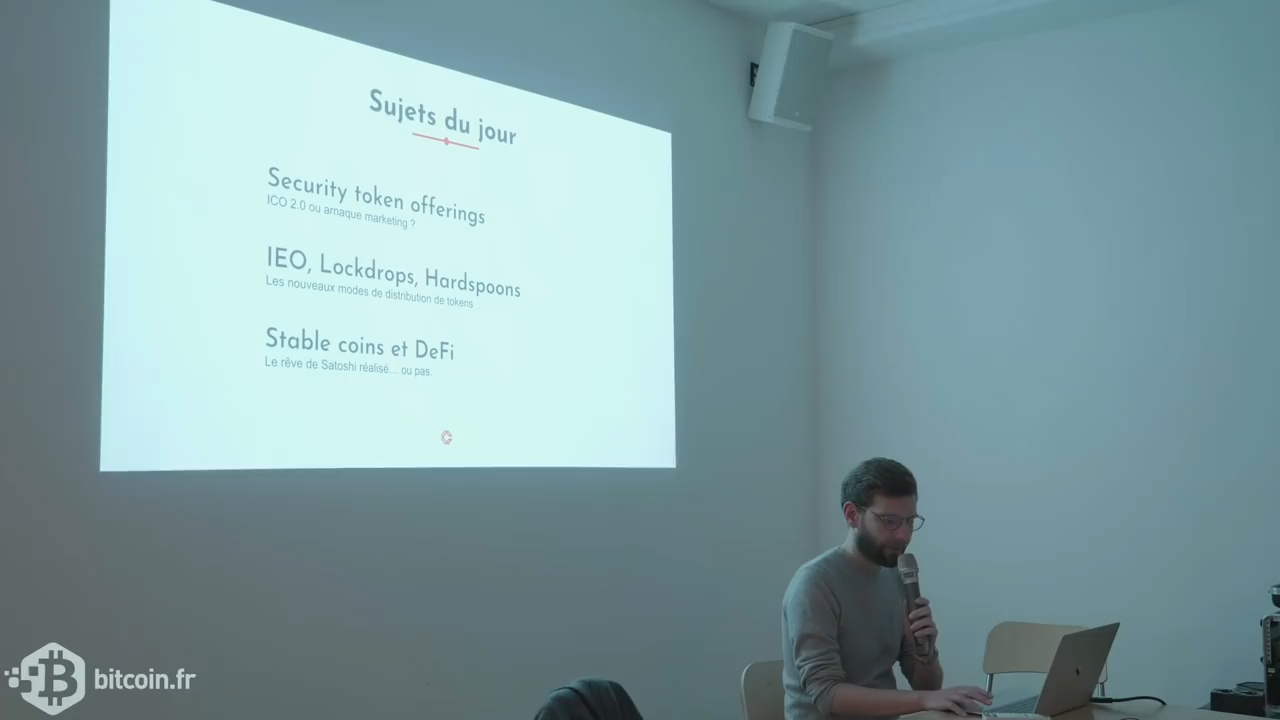 Sujets du jour
Security token offerings
ICO 2.0 ou arnaque marketing ?
IEO, Lockdrops, Hardspoons
Les nouveaux modes de distribution de tokens
Stable coins et DeFi
Le rêve de Satoshi réalisé... ou pas.
bitcoin.fr